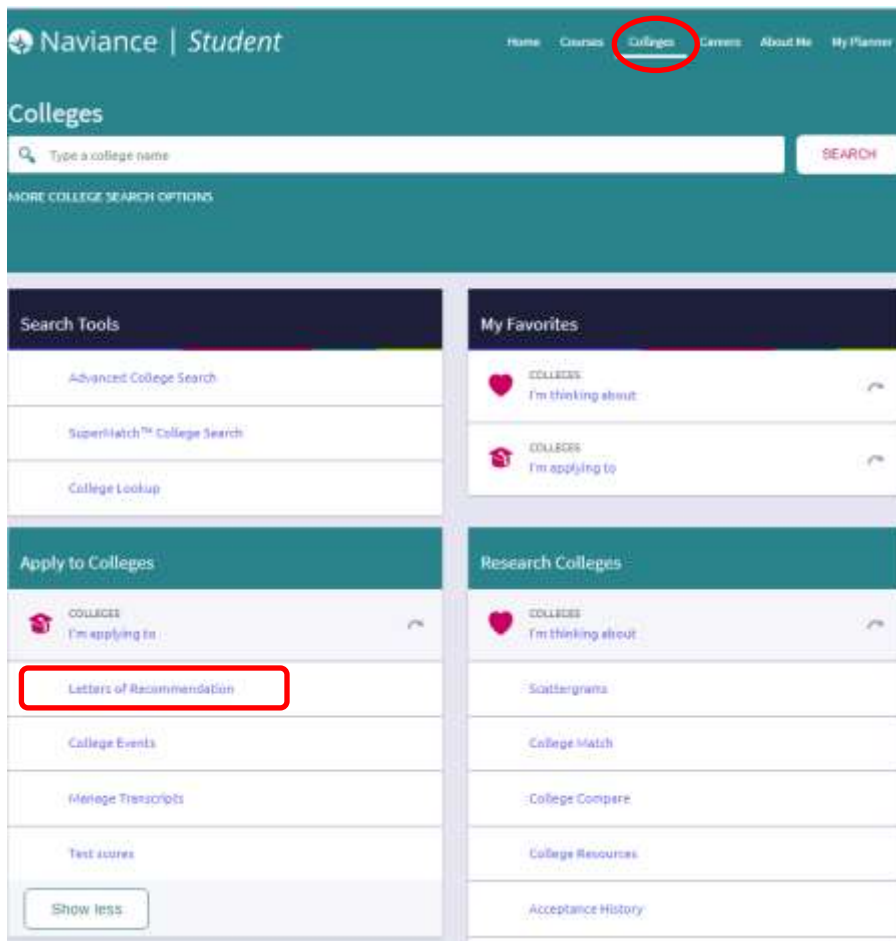 Naviance | Student
Home Courses Colleges Careers About Me My Planner
Colleges
Type a college name
SEARCH
MORE COLLEGE SEARCH OPTIONS
Search Tools
Advanced College Search
SuperMatch™ College Search
College Lookup
My Favorites
COLLEGES
I'm thinking about
COLLEGES
I'm applying to
Apply to Colleges
COLLEGES
I'm applying to
Letters of Recommendation
College Events
Manage Transcripts
Test scores
Show less
Research Colleges
COLLEGES
I'm thinking about
Scattergrams
College Match
College Compare
College Resources
Acceptance History